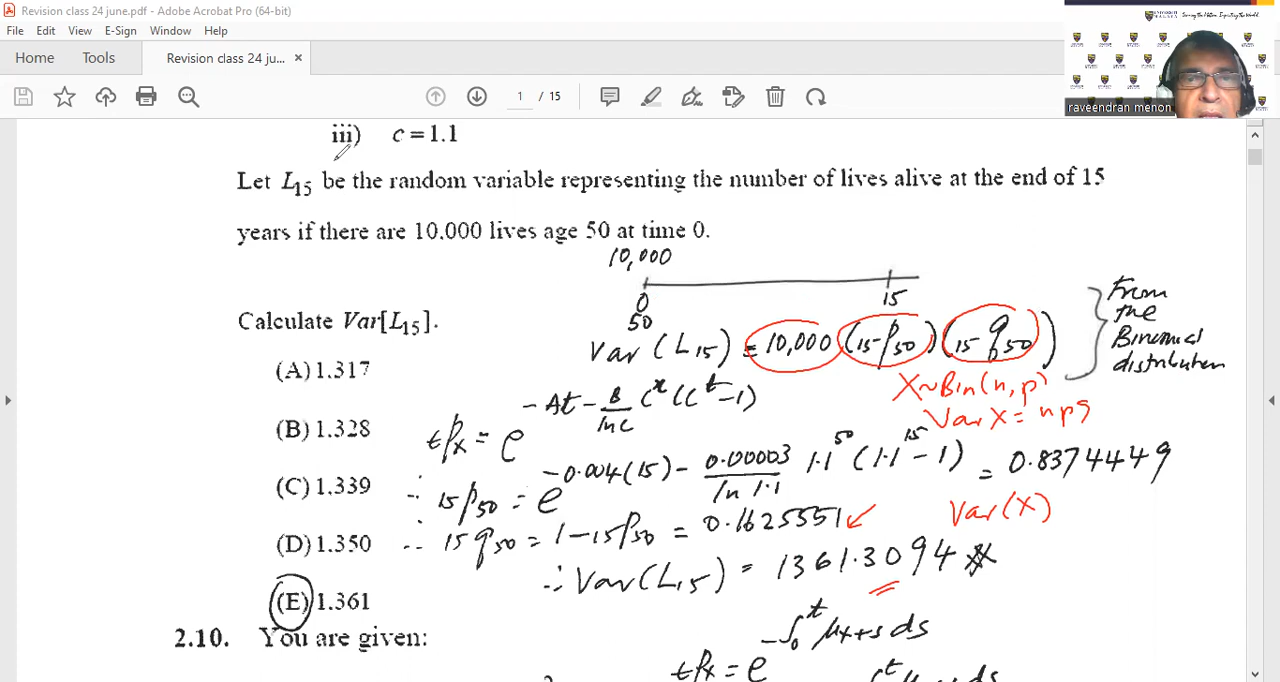 Revision class 24 june.pdf - Adobe Acrobat Pro (64-bit)
File Edit View E-Sign Window Help
Home Tools Revision class 24 ju... ×
1 / 15
raveendran menon
iii) c = 1.1
Let L15 be the random variable representing the number of lives alive at the end of 15
years if there are 10,000 lives age 50 at time 0.
10,000
0 15
50
Calculate Var[L15].
Var (L15) = 10,000 (15-p50) (15 q50)
From
the
Binomial
distribution
(A) 1.317
X~Bin(n,p)
Var X = npq
(B) 1.328
tPx = e^-At - B/lnc c^x (c^t - 1)
(C) 1.339
∴ 15p50 = e^-0.004(15) - 0.00003/ln 1.1 1.1^50 (1.1^15 - 1) = 0.8374449
Var(X)
(D) 1.350
∴ 15q50 = 1 - 15p50 = 0.1625551
∴ Var(L15) = 1361.3094
(E) 1.361
2.10. You are given:
tPx = e^-∫0^t μx+s ds